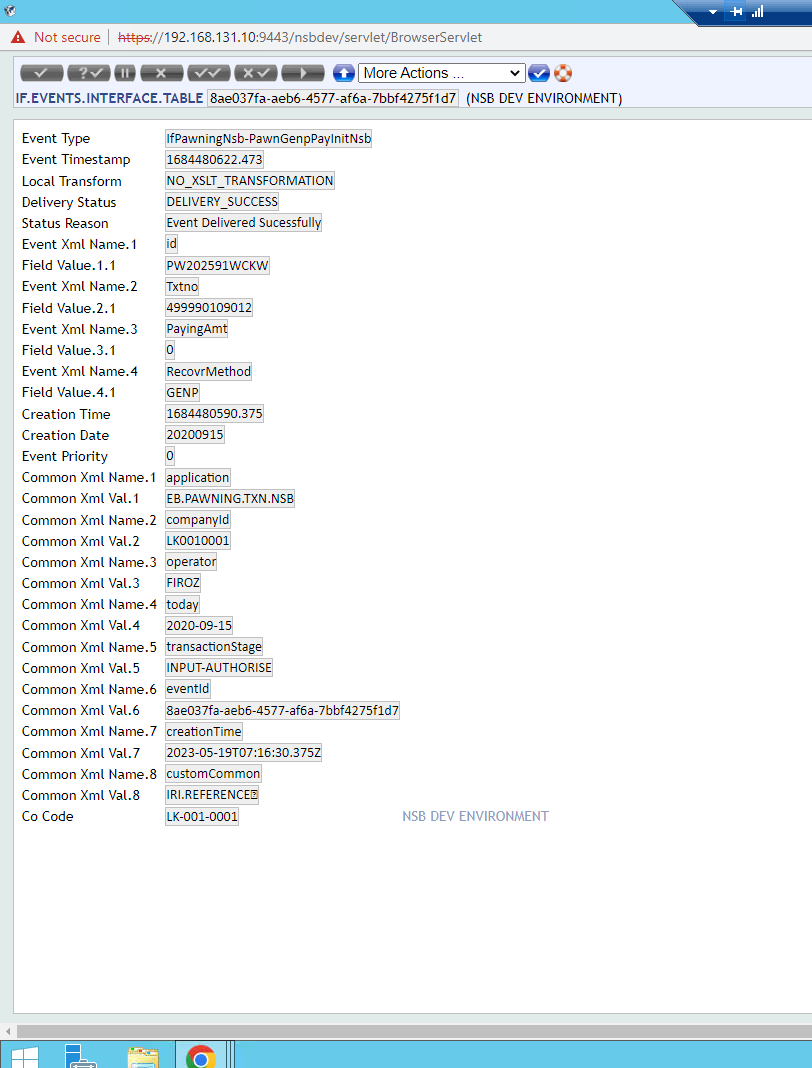 Not secure https://192.168.131.10:9443/nsbdev/servlet/BrowserServlet
More Actions ...
IF.EVENTS.INTERFACE.TABLE 8ae037fa-aeb6-4577-af6a-7bbf4275f1d7 (NSB DEV ENVIRONMENT)
Event Type IfPawningNsb-PawnGenpPayInitNsb
Event Timestamp 1684480622.473
Local Transform NO_XSLT_TRANSFORMATION
Delivery Status DELIVERY_SUCCESS
Status Reason Event Delivered Sucessfully
Event Xml Name.1 id
Field Value.1.1 PW202591WCKW
Event Xml Name.2 Txtno
Field Value.2.1 499990109012
Event Xml Name.3 PayingAmt
Field Value.3.1 0
Event Xml Name.4 RecovrMethod
Field Value.4.1 GENP
Creation Time 1684480590.375
Creation Date 20200915
Event Priority 0
Common Xml Name.1 application
Common Xml Val.1 EB.PAWNING.TXN.NSB
Common Xml Name.2 companyId
Common Xml Val.2 LK0010001
Common Xml Name.3 operator
Common Xml Val.3 FIROZ
Common Xml Name.4 today
Common Xml Val.4 2020-09-15
Common Xml Name.5 transactionStage
Common Xml Val.5 INPUT-AUTHORISE
Common Xml Name.6 eventId
Common Xml Val.6 8ae037fa-aeb6-4577-af6a-7bbf4275f1d7
Common Xml Name.7 creationTime
Common Xml Val.7 2023-05-19T07:16:30.375Z
Common Xml Name.8 customCommon
Common Xml Val.8 IRI.REFERENCE
Co Code LK-001-0001 NSB DEV ENVIRONMENT